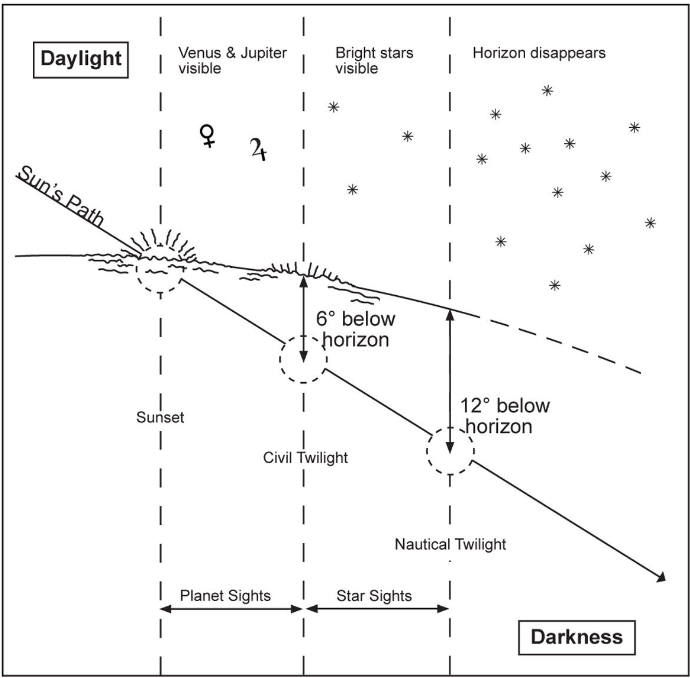 Daylight
Venus & Jupiter
visible
Bright stars
visible
Horizon disappears
Sun's Path
6° below
horizon
12° below
horizon
Sunset
Civil Twilight
Nautical Twilight
Planet Sights
Star Sights
Darkness